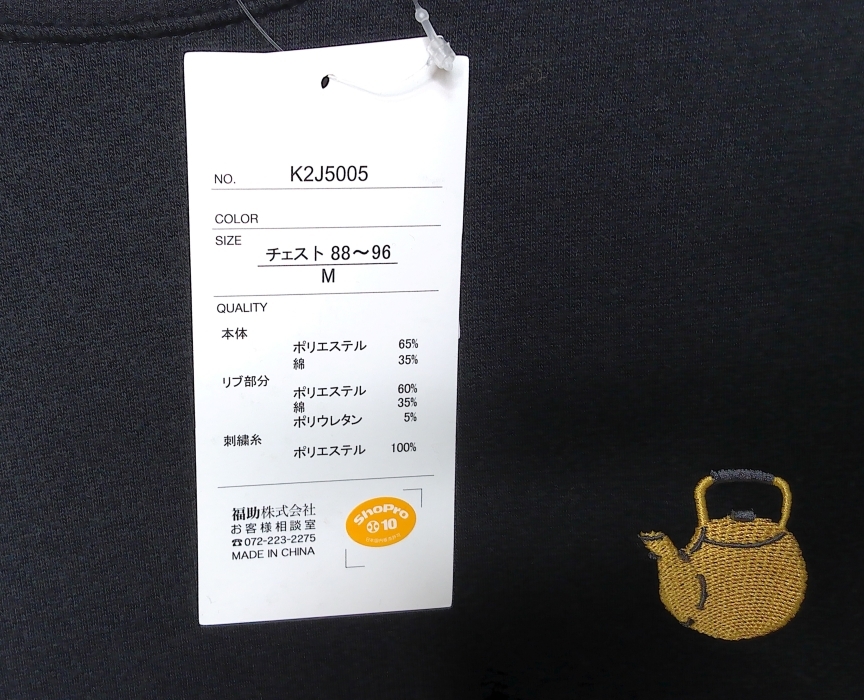 NO. K2J5005
COLOR
SIZE
チェスト 88～96
M
QUALITY
本体
ポリエステル 65%
綿 35%
リブ部分
ポリエステル 60%
綿 35%
ポリウレタン 5%
刺繍糸
ポリエステル 100%
福助株式会社
お客様相談室
☎072-223-2275
MADE IN CHINA
ShoPro
10